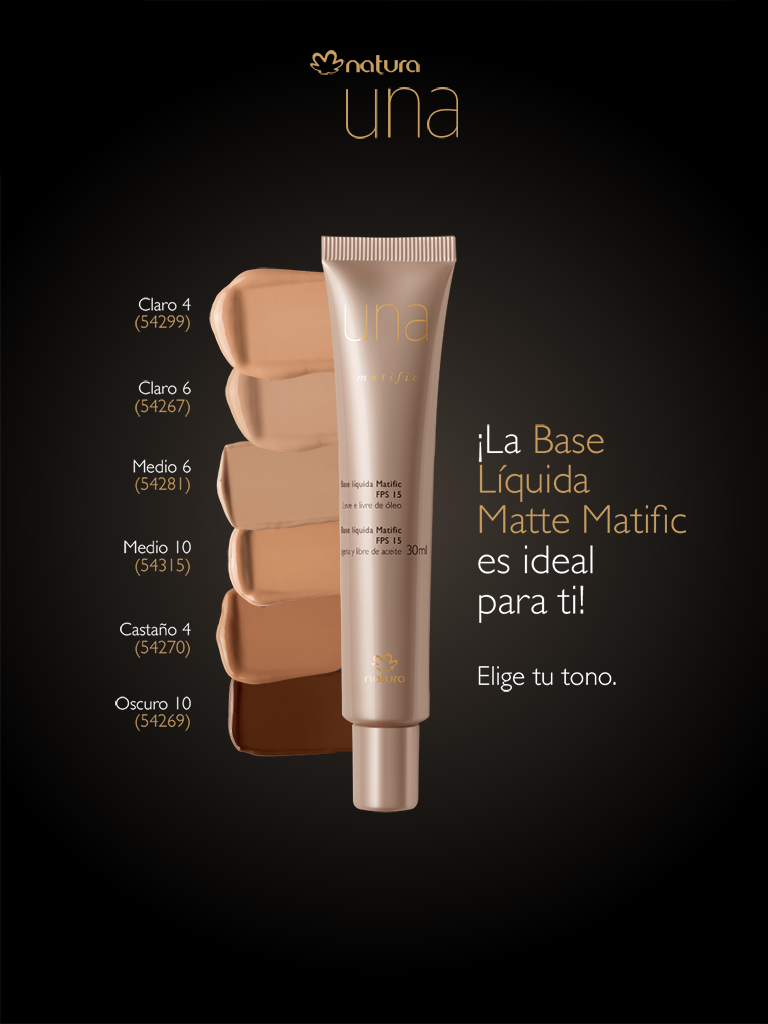 natura
una
Claro 4
(54299)
Claro 6
(54267)
Medio 6
(54281)
Medio 10
(54315)
Castaño 4
(54270)
Oscuro 10
(54269)
una
matific
Base líquida Matific
FPS 15
Leve e livre de óleo
Base líquida Matific
FPS 15
y libre de aceite 30ml
natura
¡La Base
Líquida
Matte Matific
es ideal
para ti!
Elige tu tono.